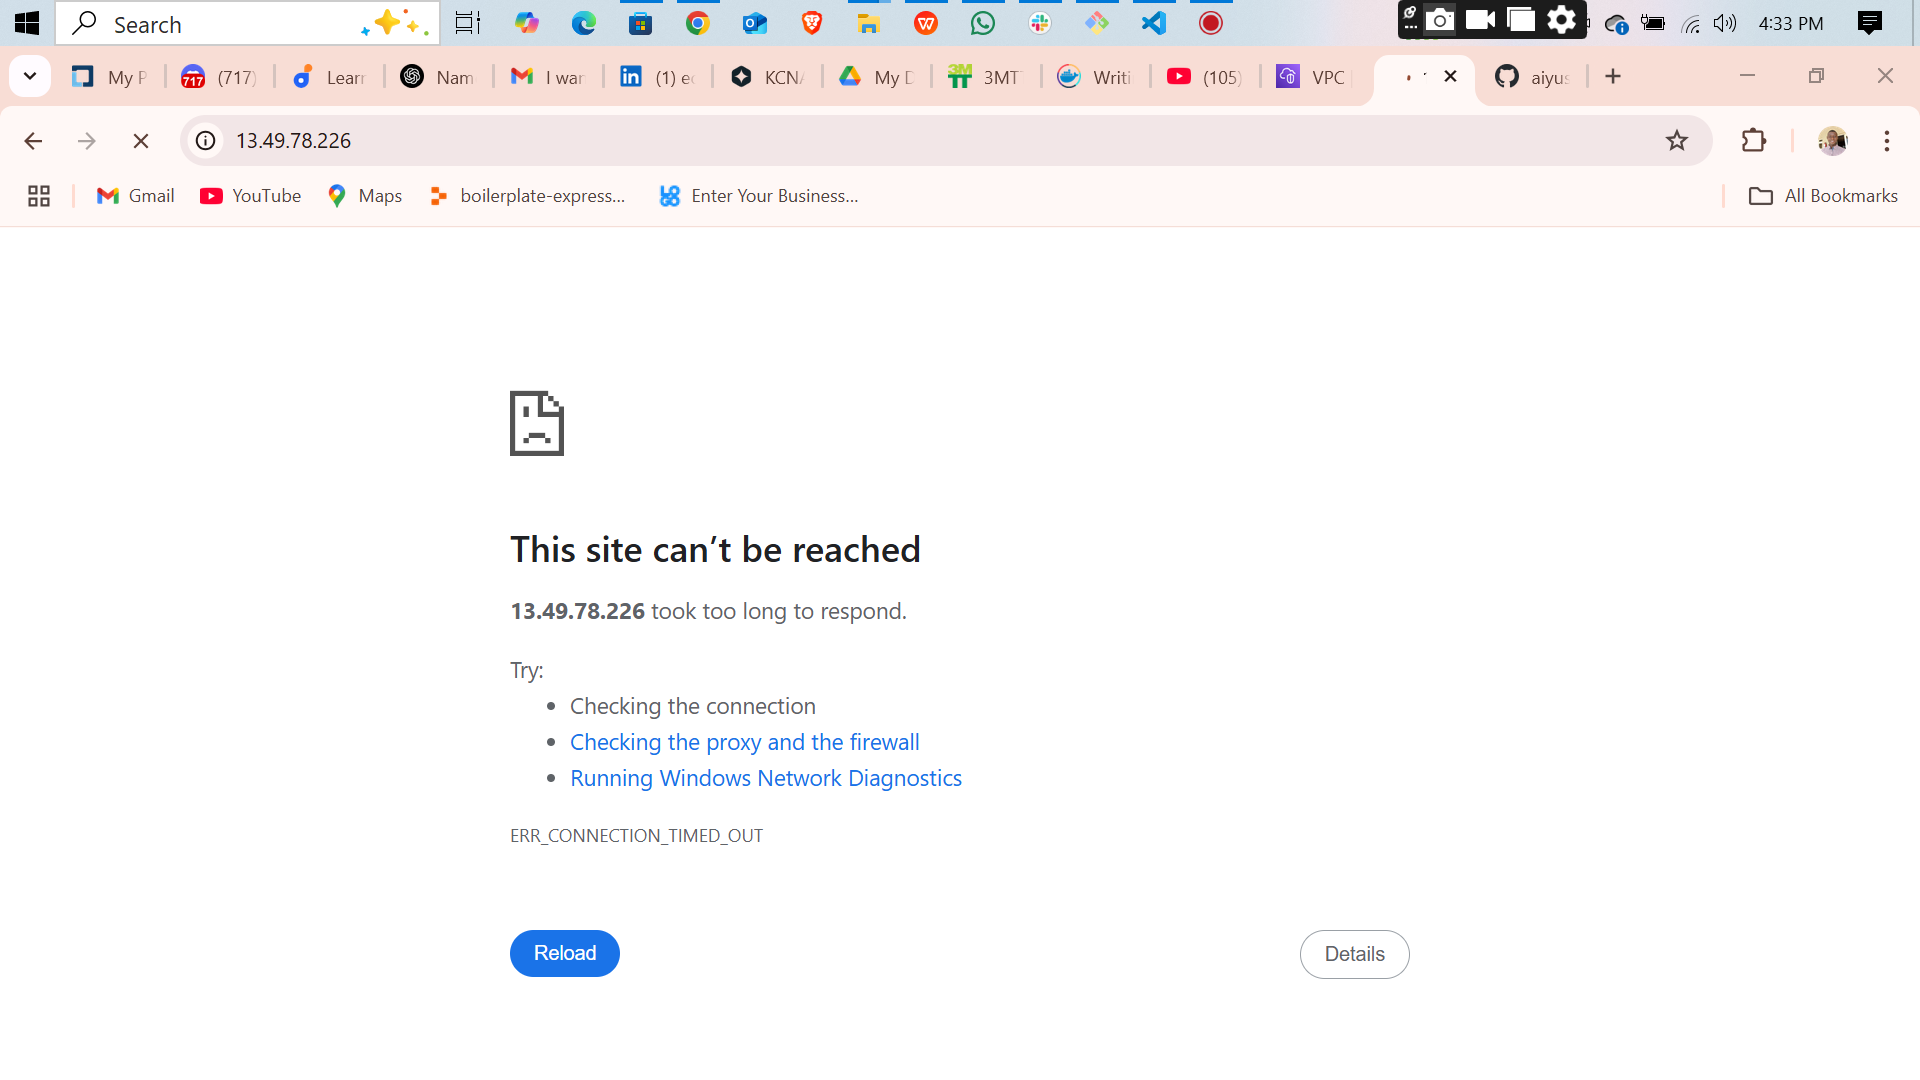 Search
4:33 PM
My P
717
(717)
Learn
Nam
I war
(1) ec
KCNA
My D
3MT
Writi
(105)
VPC
aiyus
13.49.78.226
Gmail
YouTube
Maps
boilerplate-express...
Enter Your Business...
All Bookmarks
This site can’t be reached
13.49.78.226 took too long to respond.
Try:
• Checking the connection
• Checking the proxy and the firewall
• Running Windows Network Diagnostics
ERR_CONNECTION_TIMED_OUT
Reload
Details